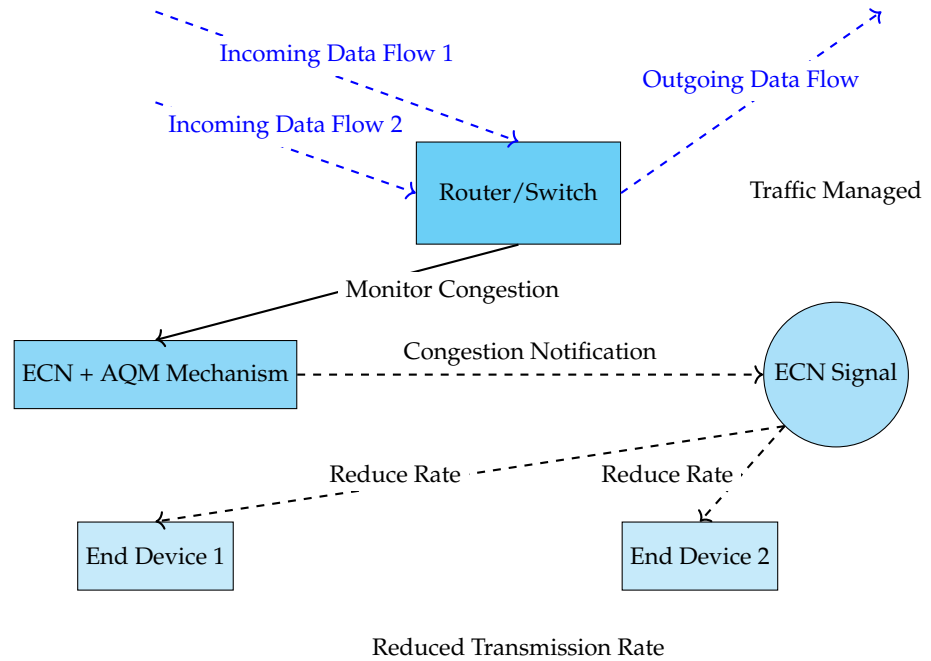 Incoming Data Flow 1
Outgoing Data Flow
Incoming Data Flow 2
Router/Switch
Traffic Managed
Monitor Congestion
Congestion Notification
ECN + AQM Mechanism
ECN Signal
Reduce Rate
Reduce Rate
End Device 1
End Device 2
Reduced Transmission Rate